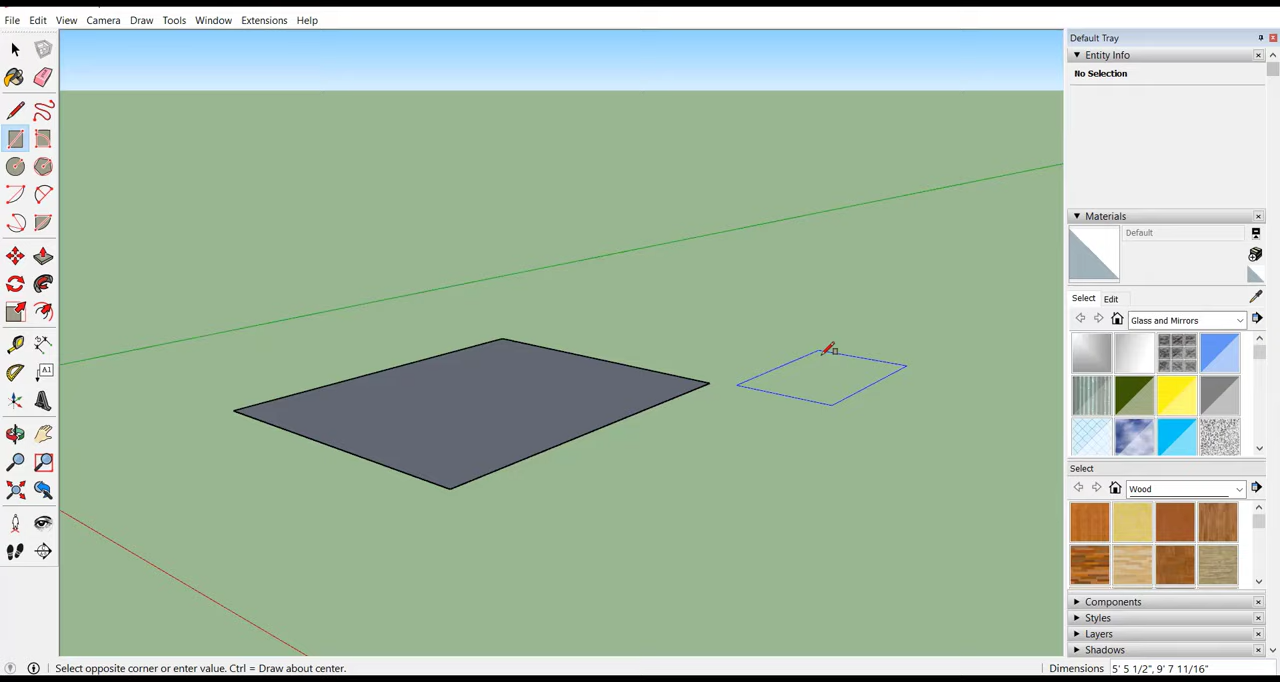 File Edit View Camera Draw Tools Window Extensions Help
Default Tray
Entity Info
No Selection
Materials
Default
Select Edit
Glass and Mirrors
A1
Select
Wood
Components
Styles
Layers
Shadows
Select opposite corner or enter value. Ctrl = Draw about center.
Dimensions 5' 5 1/2", 9' 7 11/16"